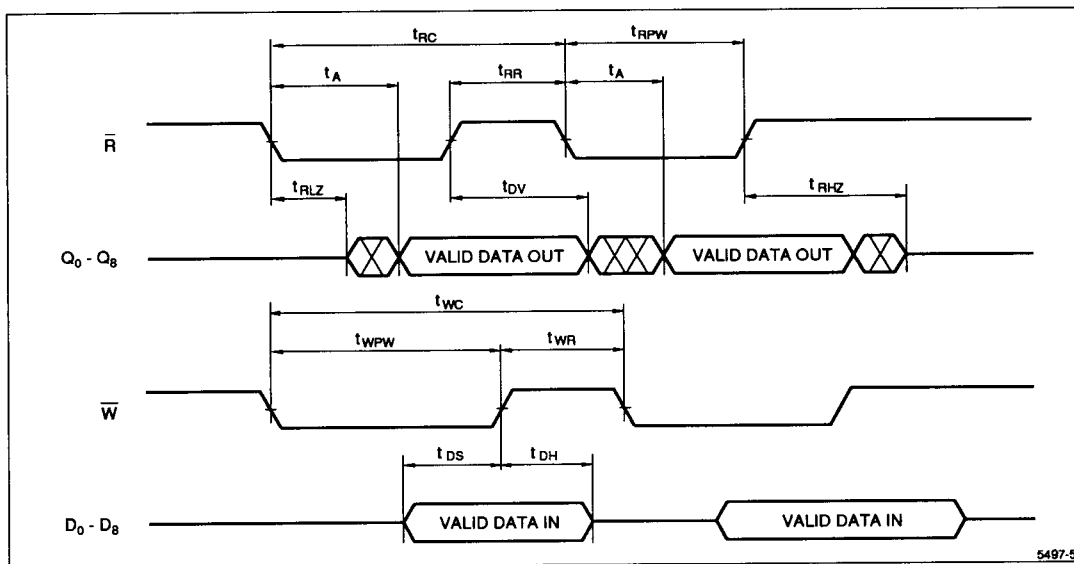 tRC
tRPW
tA
tRR
tA
R̅
tRLZ
tDV
tRHZ
Q0 - Q8
VALID DATA OUT
VALID DATA OUT
tWC
tWPW
tWR
W̅
tDS
tDH
D0 - D8
VALID DATA IN
VALID DATA IN
5497-5